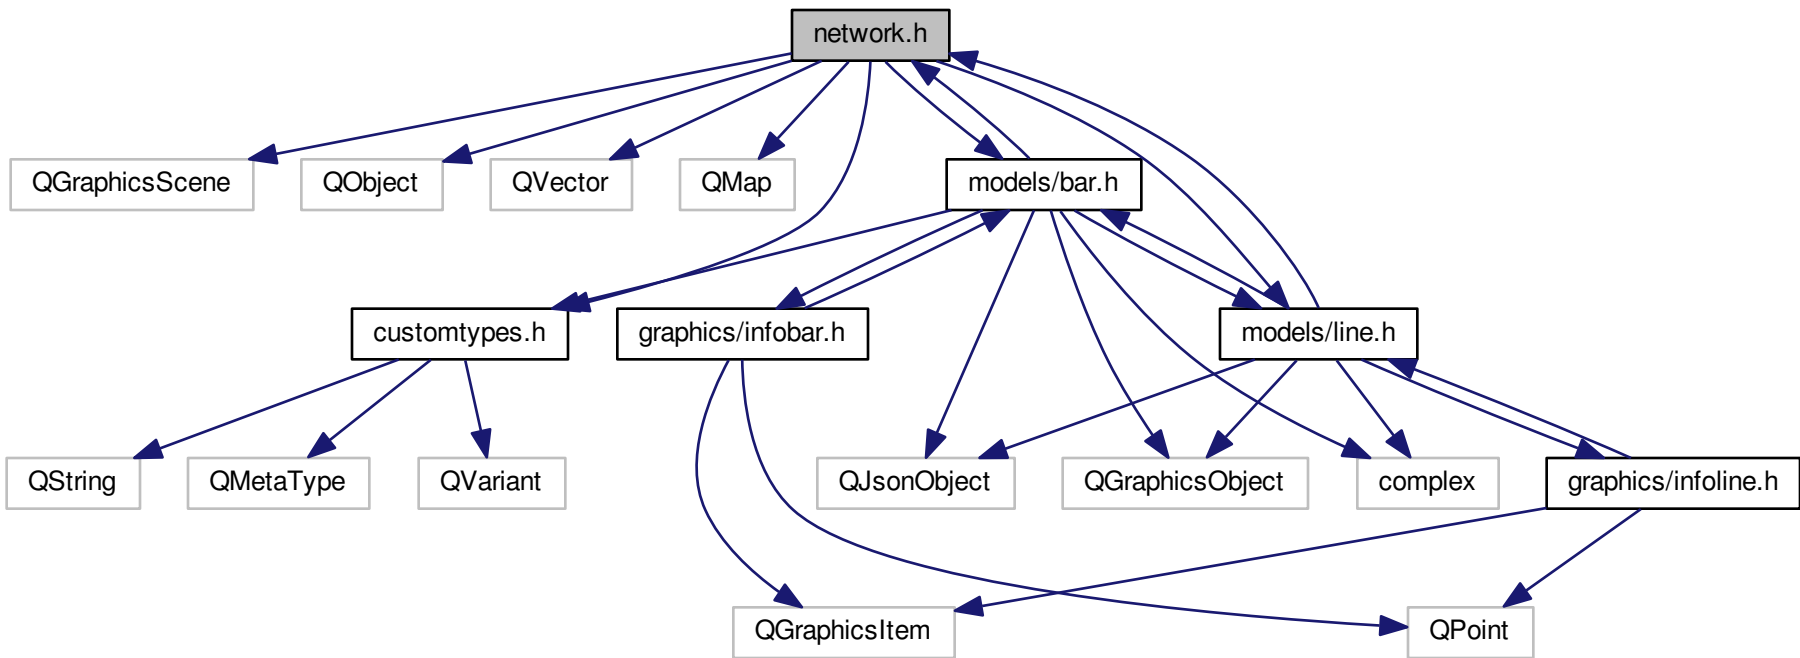 network.h
QGraphicsScene
QObject
QVector
QMap
models/bar.h
customtypes.h
graphics/infobar.h
models/line.h
QString
QMetaType
QVariant
QJsonObject
QGraphicsObject
complex
graphics/infoline.h
QGraphicsItem
QPoint